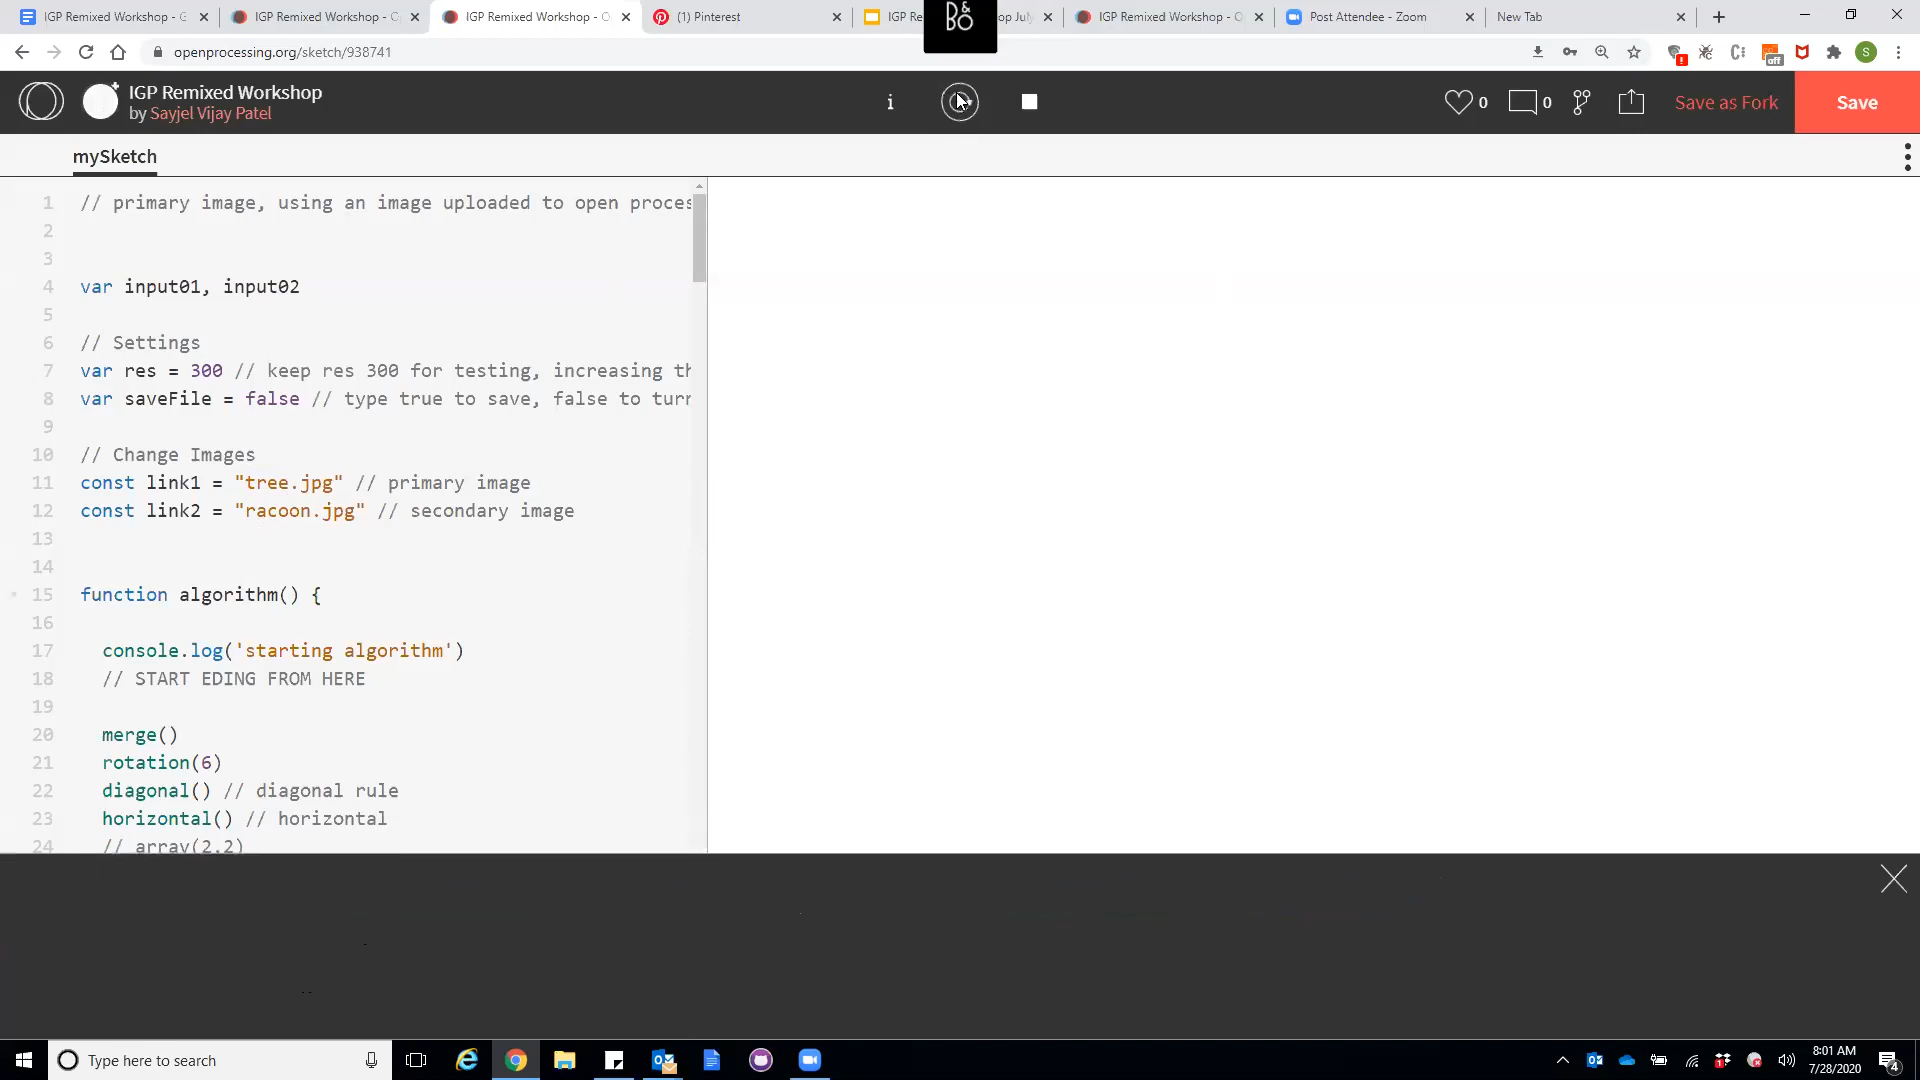 IGP Remixed Workshop - G
IGP Remixed Workshop - O
IGP Remixed Workshop - O
(1) Pinterest
IGP Re
op July
IGP Remixed Workshop - O
Post Attendee - Zoom
New Tab
B&O
openprocessing.org/sketch/938741
off
S
IGP Remixed Workshop
by Sayjel Vijay Patel
i
0
0
Save as Fork
Save
mySketch
1 // primary image, using an image uploaded to open proces
2
3
4 var input01, input02
5
6 // Settings
7 var res = 300 // keep res 300 for testing, increasing th
8 var saveFile = false // type true to save, false to turn
9
10 // Change Images
11 const link1 = "tree.jpg" // primary image
12 const link2 = "racoon.jpg" // secondary image
13
14
15 function algorithm() {
16
17 console.log('starting algorithm')
18 // START EDING FROM HERE
19
20 merge()
21 rotation(6)
22 diagonal() // diagonal rule
23 horizontal() // horizontal
24 // array(2,2)
Type here to search
8:01 AM
7/28/2020
4